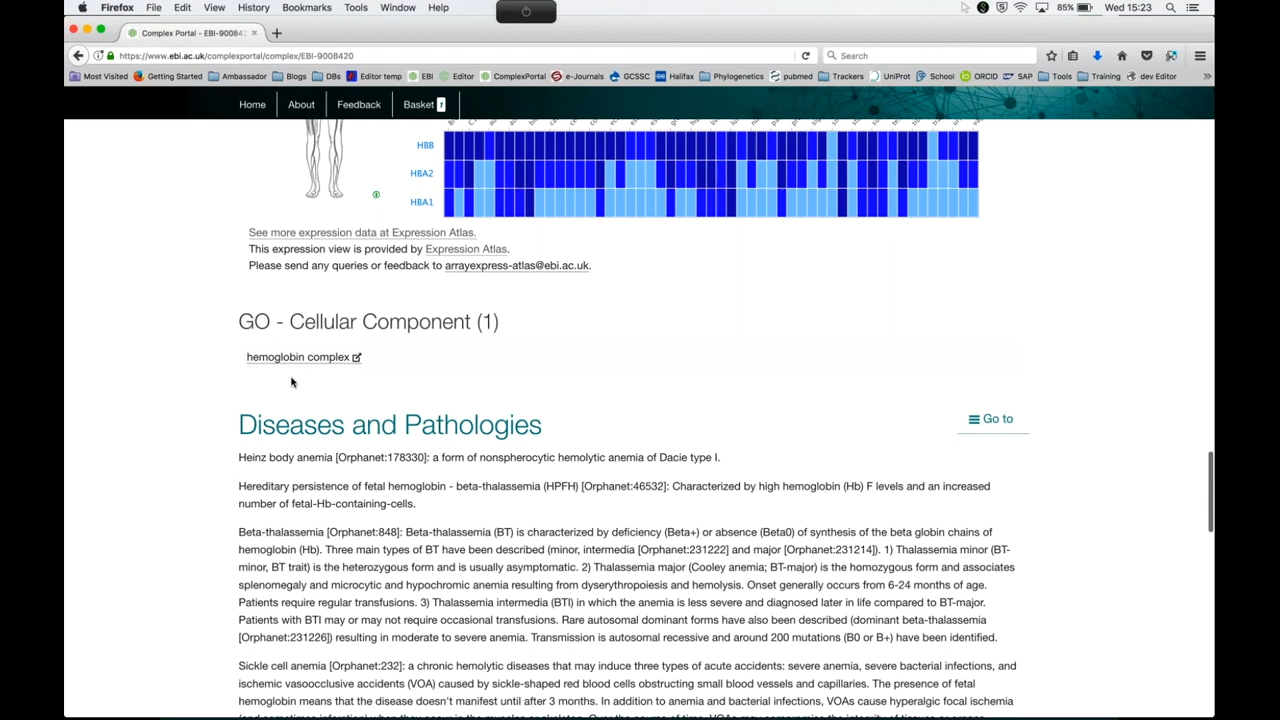 Firefox File Edit View History Bookmarks Tools Window Help 85% Wed 15:23
Complex Portal - EBI-90084
https://www.ebi.ac.uk/complexportal/complex/EBI-9008420 Search
Most Visited Getting Started Ambassador Blogs DBs Editor temp EBI Editor ComplexPortal e-Journals GCSSC Halifax Phylogenetics pubmed Trackers UniProt School ORCID SAP Tools Training dev Editor
Home About Feedback Basket 1
HBB
HBA2
HBA1
See more expression data at Expression Atlas.
This expression view is provided by Expression Atlas.
Please send any queries or feedback to arrayexpress-atlas@ebi.ac.uk.
GO - Cellular Component (1)
hemoglobin complex
Diseases and Pathologies Go to
Heinz body anemia [Orphanet:178330]: a form of nonspherocytic hemolytic anemia of Dacie type I.
Hereditary persistence of fetal hemoglobin - beta-thalassemia (HPFH) [Orphanet:46532]: Characterized by high hemoglobin (Hb) F levels and an increased
number of fetal-Hb-containing-cells.
Beta-thalassemia [Orphanet:848]: Beta-thalassemia (BT) is characterized by deficiency (Beta+) or absence (Beta0) of synthesis of the beta globin chains of
hemoglobin (Hb). Three main types of BT have been described (minor, intermedia [Orphanet:231222] and major [Orphanet:231214]). 1) Thalassemia minor (BT-
minor, BT trait) is the heterozygous form and is usually asymptomatic. 2) Thalassemia major (Cooley anemia; BT-major) is the homozygous form and associates
splenomegaly and microcytic and hypochromic anemia resulting from dyserythropoiesis and hemolysis. Onset generally occurs from 6-24 months of age.
Patients require regular transfusions. 3) Thalassemia intermedia (BTI) in which the anemia is less severe and diagnosed later in life compared to BT-major.
Patients with BTI may or may not require occasional transfusions. Rare autosomal dominant forms have also been described (dominant beta-thalassemia
[Orphanet:231226]) resulting in moderate to severe anemia. Transmission is autosomal recessive and around 200 mutations (B0 or B+) have been identified.
Sickle cell anemia [Orphanet:232]: a chronic hemolytic diseases that may induce three types of acute accidents: severe anemia, severe bacterial infections, and
ischemic vasoocclusive accidents (VOA) caused by sickle-shaped red blood cells obstructing small blood vessels and capillaries. The presence of fetal
hemoglobin means that the disease doesn't manifest until after 3 months. In addition to anemia and bacterial infections, VOAs cause hyperalgic focal ischemia